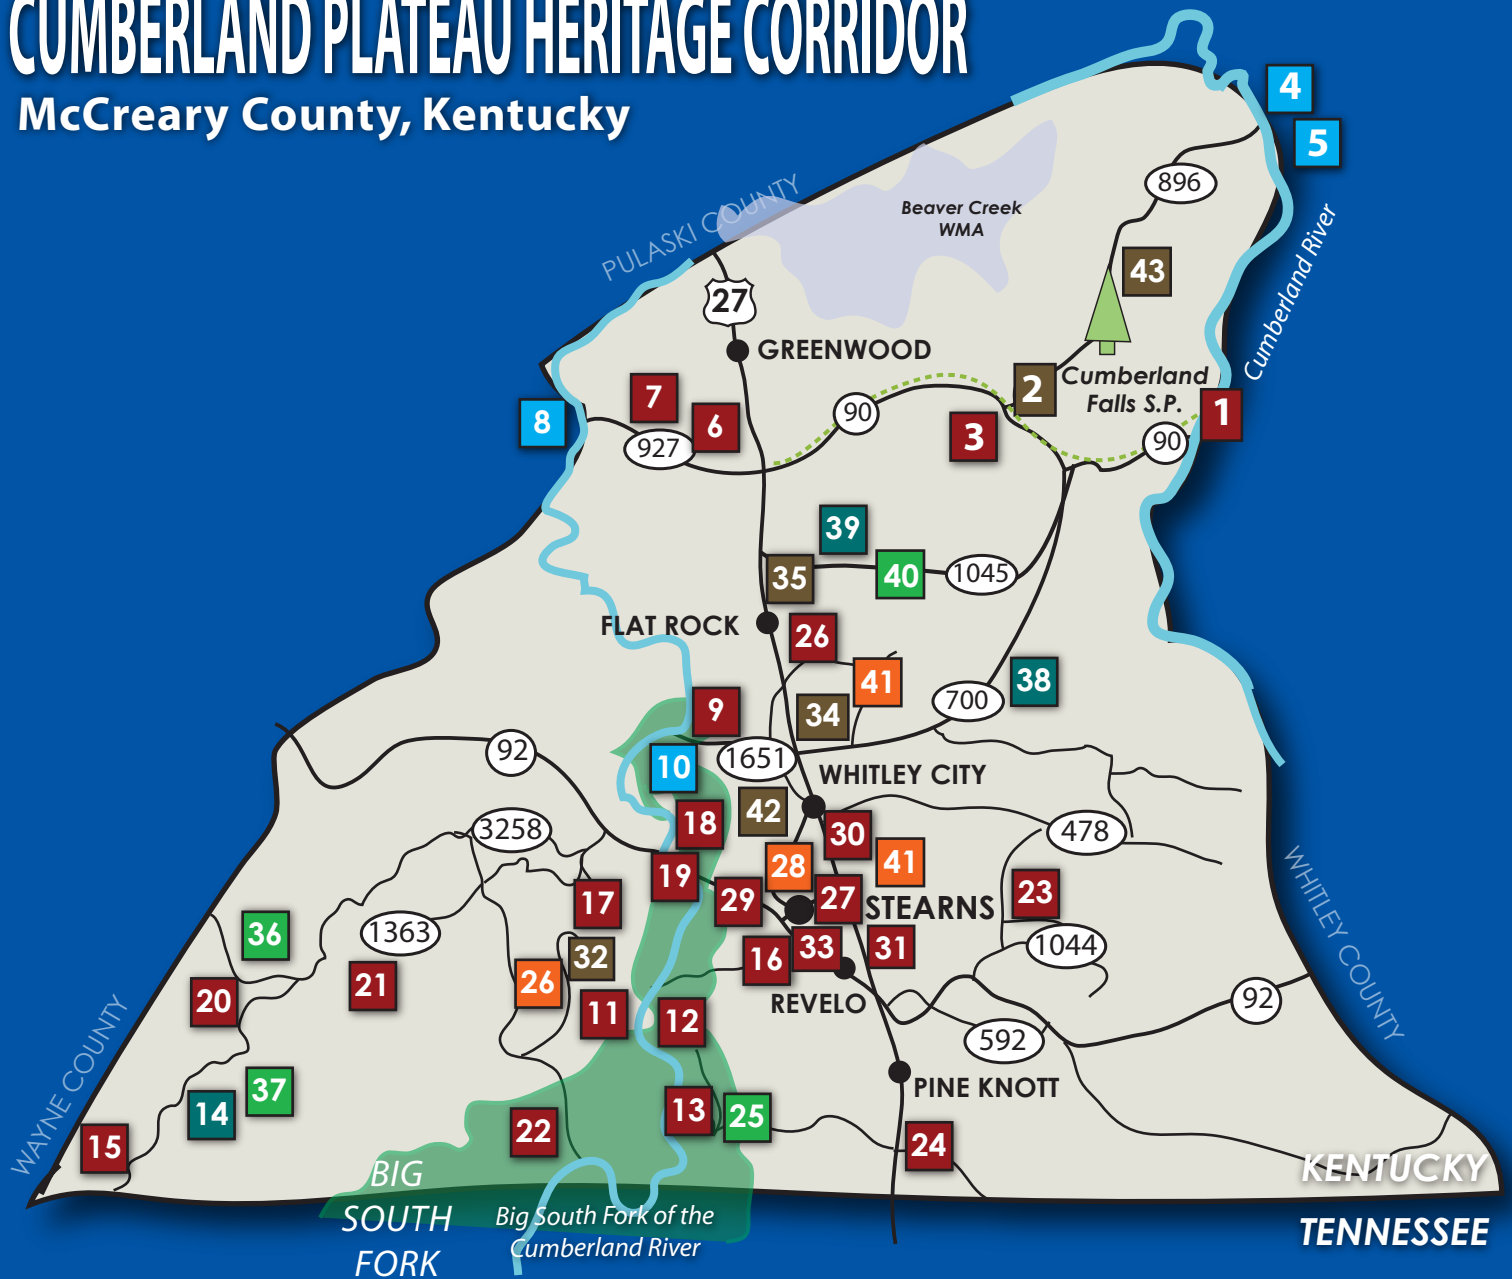 CUMBERLAND PLATEAU HERITAGE CORRIDOR
McCreary County, Kentucky
4
5
896
PULASKI COUNTY
Beaver Creek
WMA
Cumberland River
43
27
GREENWOOD
2
Cumberland
Falls S.P.
7
8
6
90
3
1
927
90
39
35
40
1045
FLAT ROCK
26
41
38
700
9
34
92
1651
10
WHITLEY CITY
42
18
3258
30
478
28
41
19
WHITLEY COUNTY
17
29
27
STEARNS
23
36
1363
33
31
1044
32
16
21
26
20
REVELO
92
11
12
592
WAYNE COUNTY
37
PINE KNOTT
14
13
25
22
15
24
BIG
SOUTH
FORK
KENTUCKY
Big South Fork of the
Cumberland River
TENNESSEE